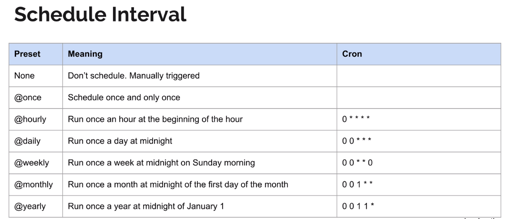 Schedule Interval
Preset Meaning Cron
None Don't schedule. Manually triggered
@once Schedule once and only once
@hourly Run once an hour at the beginning of the hour 0 * * * *
@daily Run once a day at midnight 0 0 * * *
@weekly Run once a week at midnight on Sunday morning 0 0 * * 0
@monthly Run once a month at midnight of the first day of the month 0 0 1 * *
@yearly Run once a year at midnight of January 1 0 0 1 1 *